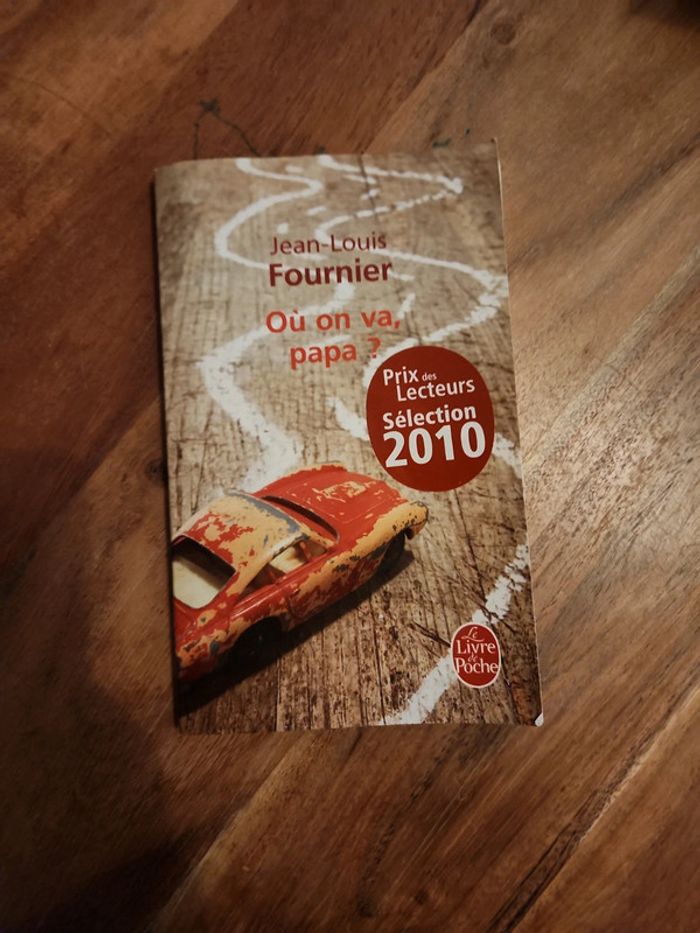 Jean-Louis
Fournier
Où on va,
papa ?
Prix des
Lecteurs
Sélection
2010
Le
Livre
de
Poche